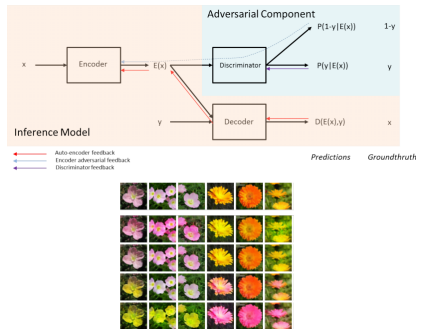 Adversarial Component
P(1-y|E(x)) 1-y
x Encoder E(x) Discriminator P(y|E(x)) y
y Decoder D(E(x),y) x
Inference Model
Auto-encoder feedback
Encoder adversarial feedback
Discriminator feedback
Predictions Groundthruth